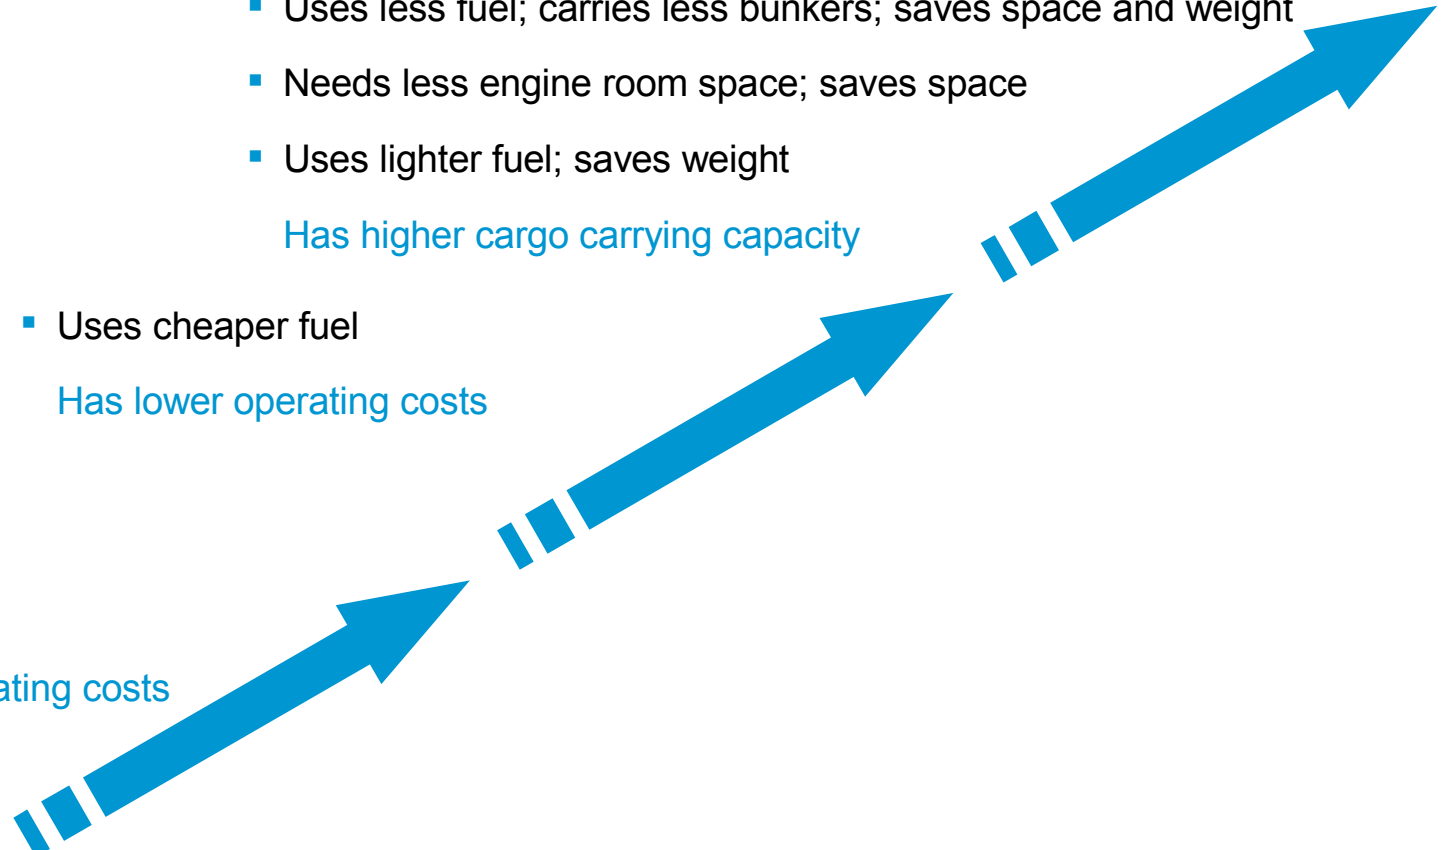 ▪ Uses less fuel; carries less bunkers; saves space and weight
▪ Needs less engine room space; saves space
▪ Uses lighter fuel; saves weight
Has higher cargo carrying capacity
▪ Uses cheaper fuel
Has lower operating costs
costs